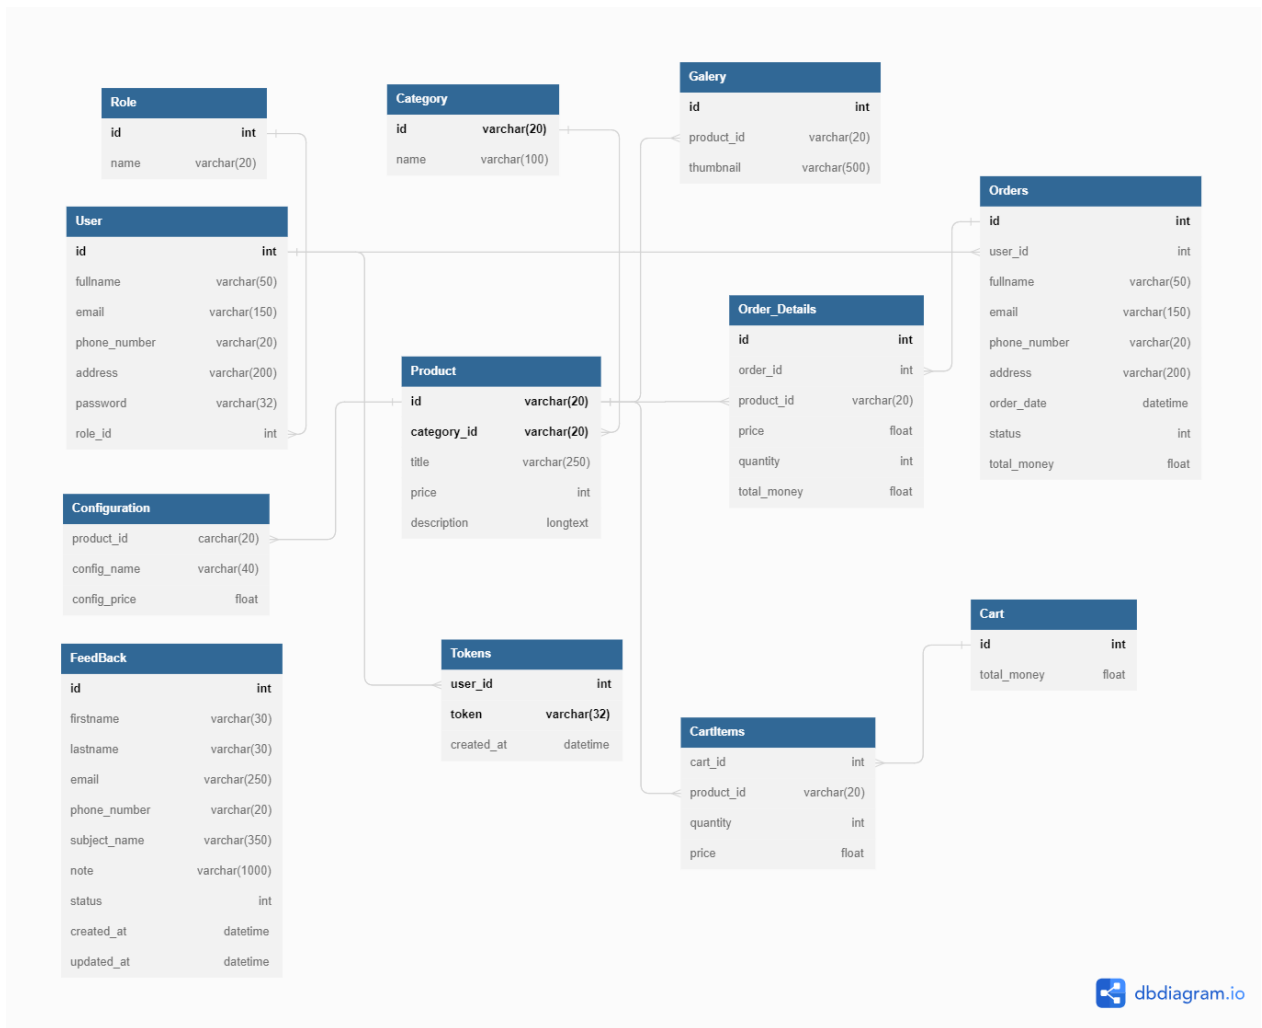 Role
id int
name varchar(20)
Category
id varchar(20)
name varchar(100)
Galery
id int
product_id varchar(20)
thumbnail varchar(500)
User
id int
fullname varchar(50)
email varchar(150)
phone_number varchar(20)
address varchar(200)
password varchar(32)
role_id int
Orders
id int
user_id int
fullname varchar(50)
email varchar(150)
phone_number varchar(20)
address varchar(200)
order_date datetime
status int
total_money float
Order_Details
id int
order_id int
product_id varchar(20)
price float
quantity int
total_money float
Product
id varchar(20)
category_id varchar(20)
title varchar(250)
price int
description longtext
Configuration
product_id carchar(20)
config_name varchar(40)
config_price float
FeedBack
id int
firstname varchar(30)
lastname varchar(30)
email varchar(250)
phone_number varchar(20)
subject_name varchar(350)
note varchar(1000)
status int
created_at datetime
updated_at datetime
Tokens
user_id int
token varchar(32)
created_at datetime
Cart
id int
total_money float
CartItems
cart_id int
product_id varchar(20)
quantity int
price float
dbdiagram.io